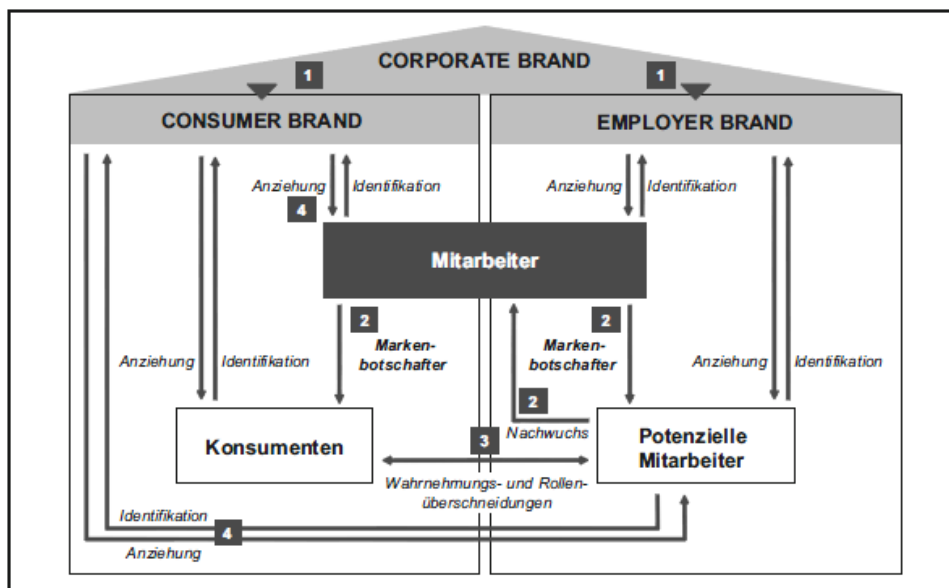 CORPORATE BRAND
1
1
CONSUMER BRAND
EMPLOYER BRAND
Anziehung
Identifikation
Anziehung
Identifikation
4
Mitarbeiter
2
2
Marken-
botschafter
Marken-
botschafter
Anziehung
Identifikation
Anziehung
Identifikation
2
Nachwuchs
Konsumenten
3
Potenzielle
Mitarbeiter
Wahrnehmungs- und Rollen-
überschneidungen
Identifikation
4
Anziehung